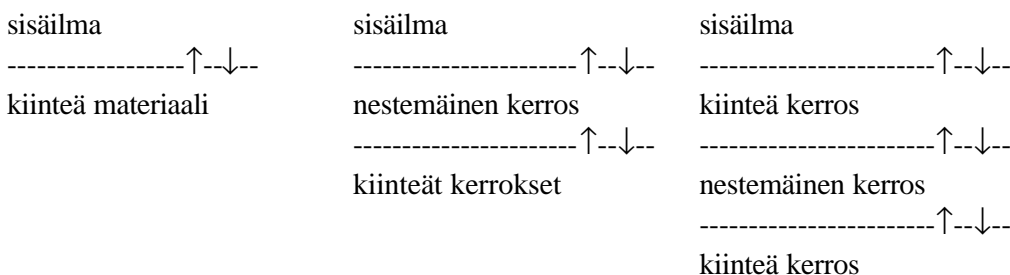 sisäilma
------------------↑--↓--
kiinteä materiaali
sisäilma
-----------------------↑--↓--
nestemäinen kerros
-----------------------↑--↓--
kiinteät kerrokset
sisäilma
------------------------↑--↓--
kiinteä kerros
------------------------↑--↓--
nestemäinen kerros
------------------------↑--↓--
kiinteä kerros